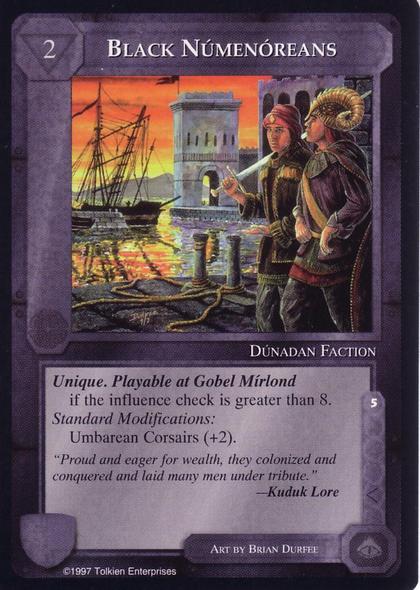 2
BLACK NÚMENÓREANS
DÚNADAN FACTION
Unique. Playable at Gobel Mírlond
if the influence check is greater than 8.
Standard Modifications:
Umbarean Corsairs (+2).
“Proud and eager for wealth, they colonized and
conquered and laid many men under tribute.”
—Kuduk Lore
5
ART BY BRIAN DURFEE
©1997 Tolkien Enterprises